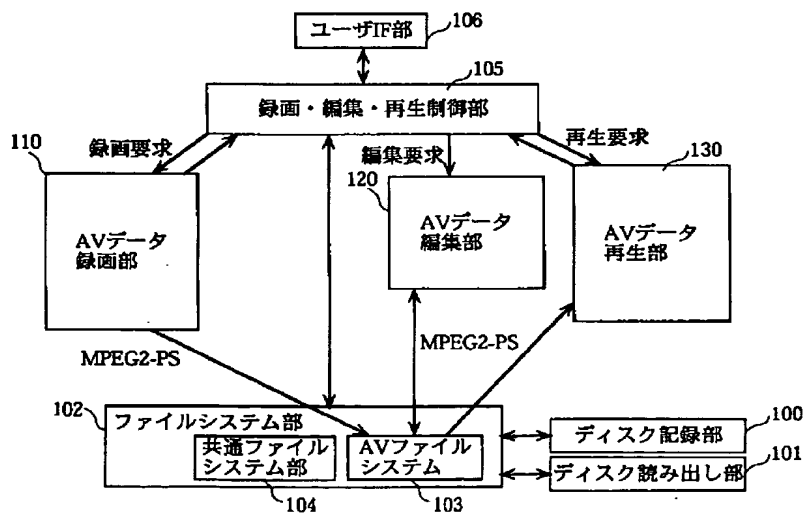 ユーザIF部
106
105
録画・編集・再生制御部
110
録画要求
編集要求
再生要求
130
120
AVデータ
録画部
AVデータ
編集部
AVデータ
再生部
MPEG2-PS
MPEG2-PS
102
ファイルシステム部
共通ファイル
システム部
AVファイル
システム
104
103
100
ディスク記録部
101
ディスク読み出し部